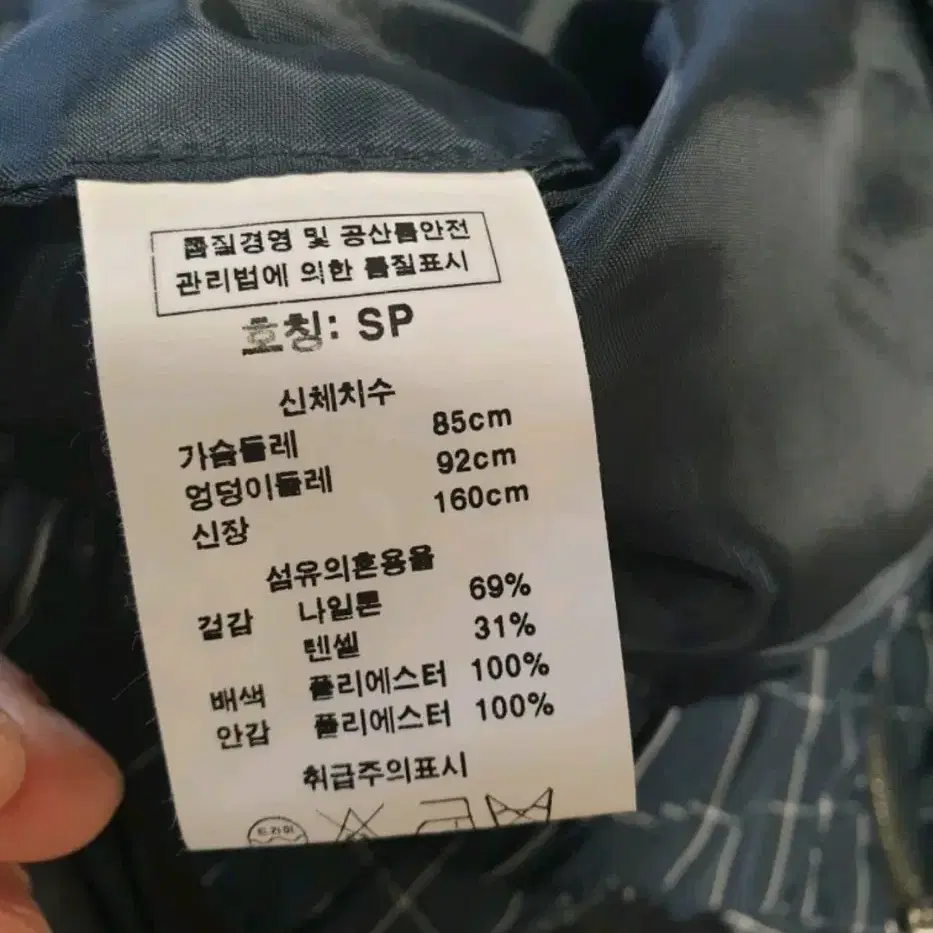 품질경영 및 공산품안전
관리법에 의한 품질표시
호칭: SP
신체치수
가슴둘레 85cm
엉덩이둘레 92cm
신장 160cm
섬유의혼용율
겉감 나일론 69%
텐셀 31%
배색 폴리에스터 100%
안감 폴리에스터 100%
취급주의표시
드라이